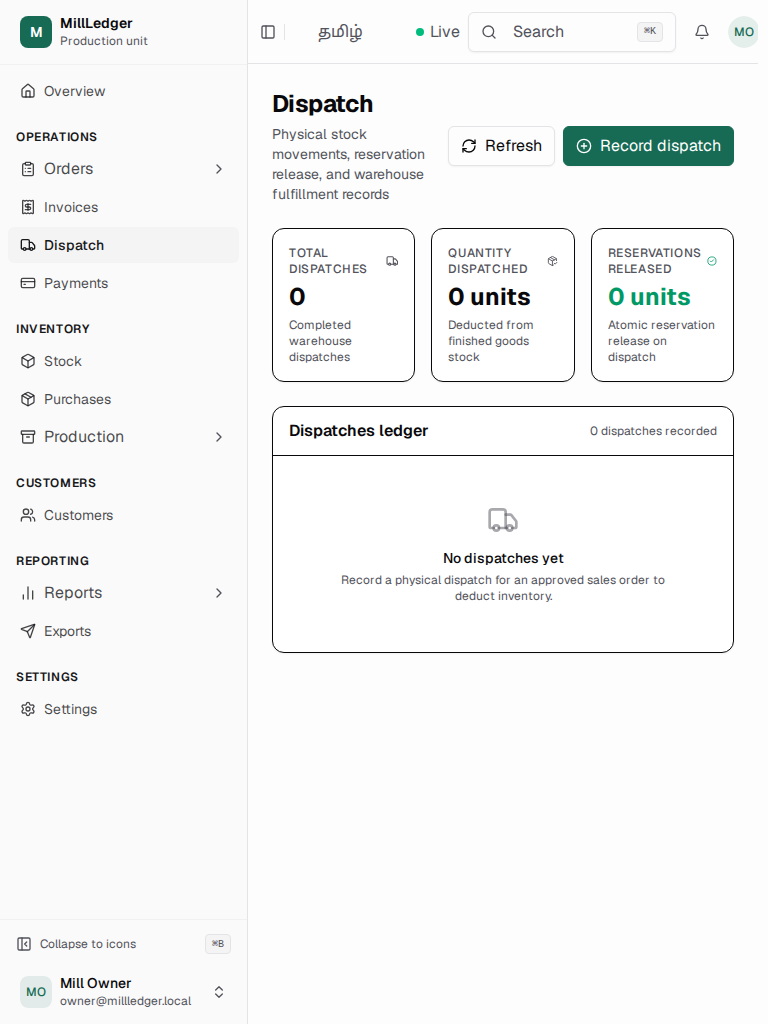 M
MillLedger
Production unit
Overview
OPERATIONS
Orders
Invoices
Dispatch
Payments
INVENTORY
Stock
Purchases
Production
CUSTOMERS
Customers
REPORTING
Reports
Exports
SETTINGS
Settings
Collapse to icons ⌘B
MO
Mill Owner
owner@millledger.local
தமிழ்
Live
Search ⌘K
MO
Dispatch
Physical stock
movements, reservation
release, and warehouse
fulfillment records
Refresh
Record dispatch
TOTAL
DISPATCHES
0
Completed
warehouse
dispatches
QUANTITY
DISPATCHED
0 units
Deducted from
finished goods
stock
RESERVATIONS
RELEASED
0 units
Atomic reservation
release on
dispatch
Dispatches ledger
0 dispatches recorded
No dispatches yet
Record a physical dispatch for an approved sales order to
deduct inventory.